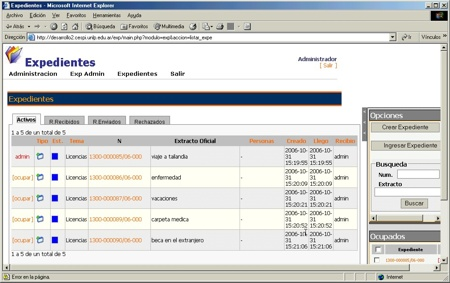 Expedientes - Microsoft Internet Explorer
Archivo Edición Ver Favoritos Herramientas Ayuda
Atrás Búsqueda Favoritos Multimedia
Dirección http://desarrollo2.cespi.unlp.edu.ar/exp/main.php?modulo=exp&accion=listar_expe Ir Vínculos »
Expedientes
Administrador
[ Salir ]
Administracion Exp Admin Expedientes Salir
Expedientes
Activos R Recibidos R Enviados Rechazados
1 a 5 de un total de 5
Tipo Est. Tema N Extracto Oficial Personas Creado Llego Recibio
admin Licencias 1300-000085/06-000 viaje a tailandia - 2006-10-31 15:19:55 2006-10-31 15:19:55 admin
[ocupar] Licencias 1300-000086/06-000 enfermedad - 2006-10-31 15:20:09 2006-10-31 15:20:09 admin
[ocupar] Licencias 1300-000087/06-000 vacaciones - 2006-10-31 15:20:21 2006-10-31 15:20:21 admin
[ocupar] Licencias 1300-000089/06-000 carpeta medica - 2006-10-31 15:20:52 2006-10-31 15:20:52 admin
[ocupar] Licencias 1300-000090/06-000 beca en el extranjero - 2006-10-31 15:21:06 2006-10-31 15:21:06 admin
1 a 5 de un total de 5
Opciones
Crear Expediente
Ingresar Expediente
Busqueda
Num.
Extracto
Buscar
Ocupados
Expediente
Error en la página. Internet